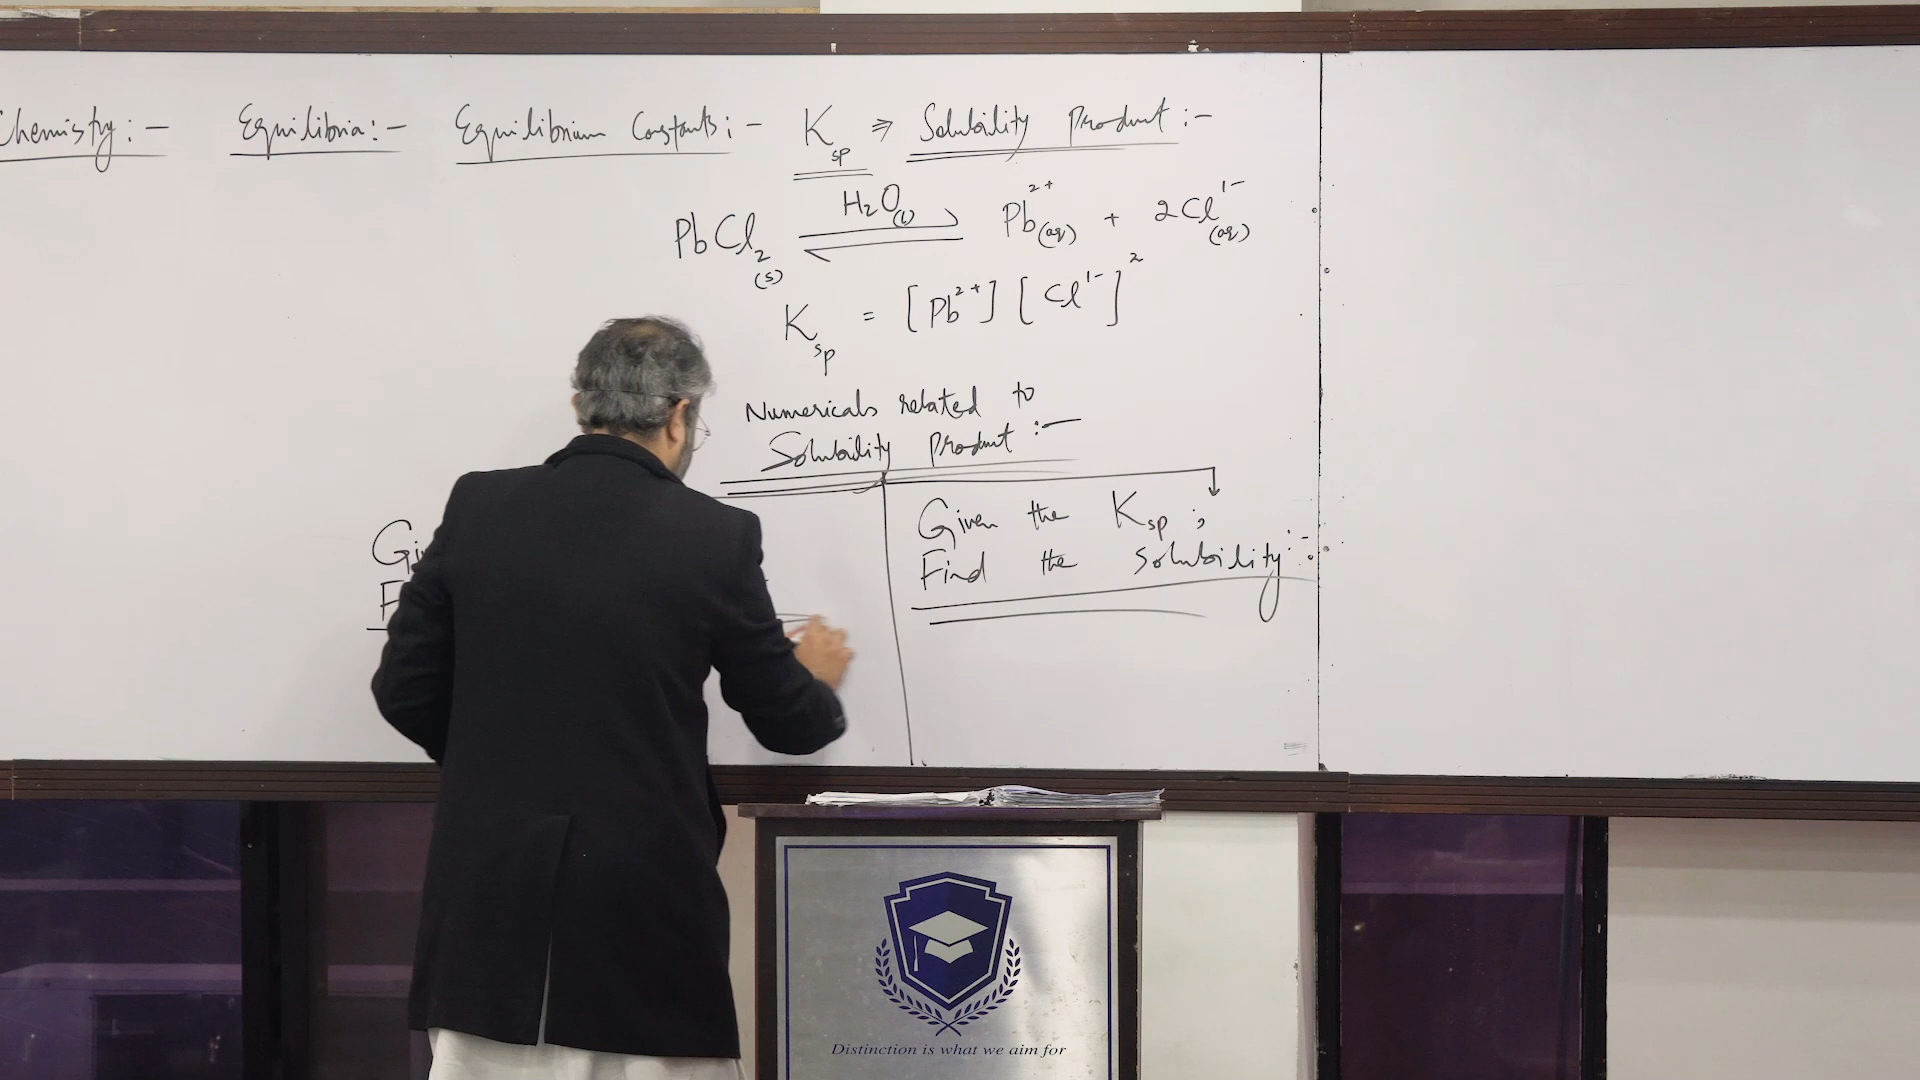 Chemistry:- Equilibria:- Equilibrium Constants:- Ksp ⇒ Solubility Product:-
PbCl2(s) ⇌ H2O(l) Pb2+(aq) + 2Cl1-(aq)
Ksp = [Pb2+] [Cl1-]2
Numericals related to
Solubility Product:-
Given the Ksp;
Find the Solubility:-
Distinction is what we aim for